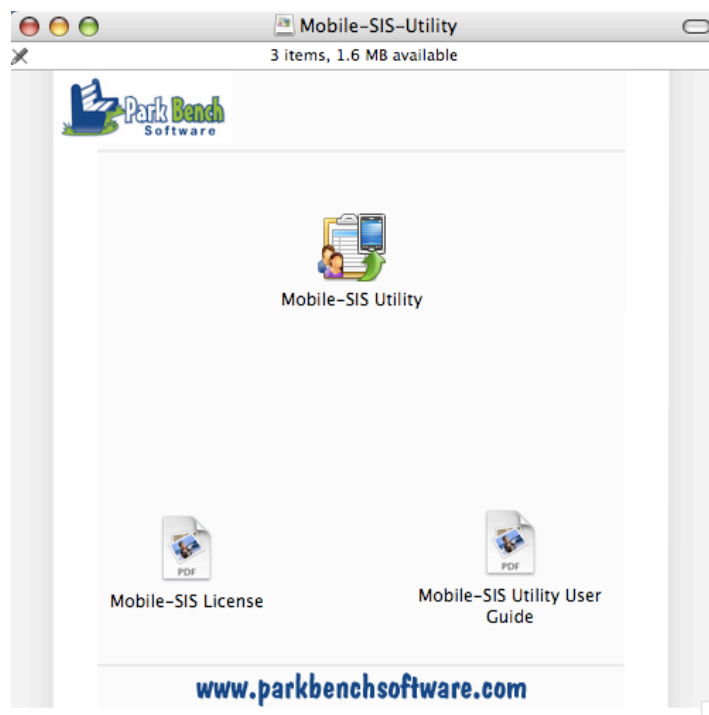 Mobile-SIS-Utility
3 items, 1.6 MB available
Park Bench
Software
Mobile-SIS Utility
PDF
Mobile-SIS License
PDF
Mobile-SIS Utility User
Guide
www.parkbenchsoftware.com